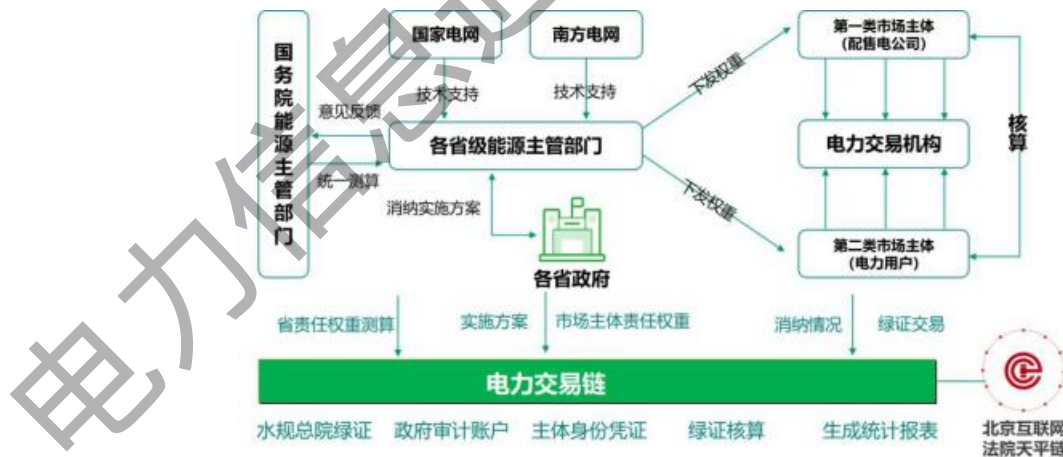 国家电网
南方电网
第一类市场主体
(配售电公司)
国务院能源主管部门
技术支持
技术支持
下发权重
意见反馈
各省级能源主管部门
电力交易机构
核算
统一测算
消纳实施方案
下发权重
第二类市场主体
(电力用户)
各省政府
省责任权重测算
实施方案
市场主体责任权重
消纳情况
绿证交易
电力交易链
水规总院绿证
政府审计账户
主体身份凭证
绿证核算
生成统计报表
北京互联网
法院天平链
电力信息